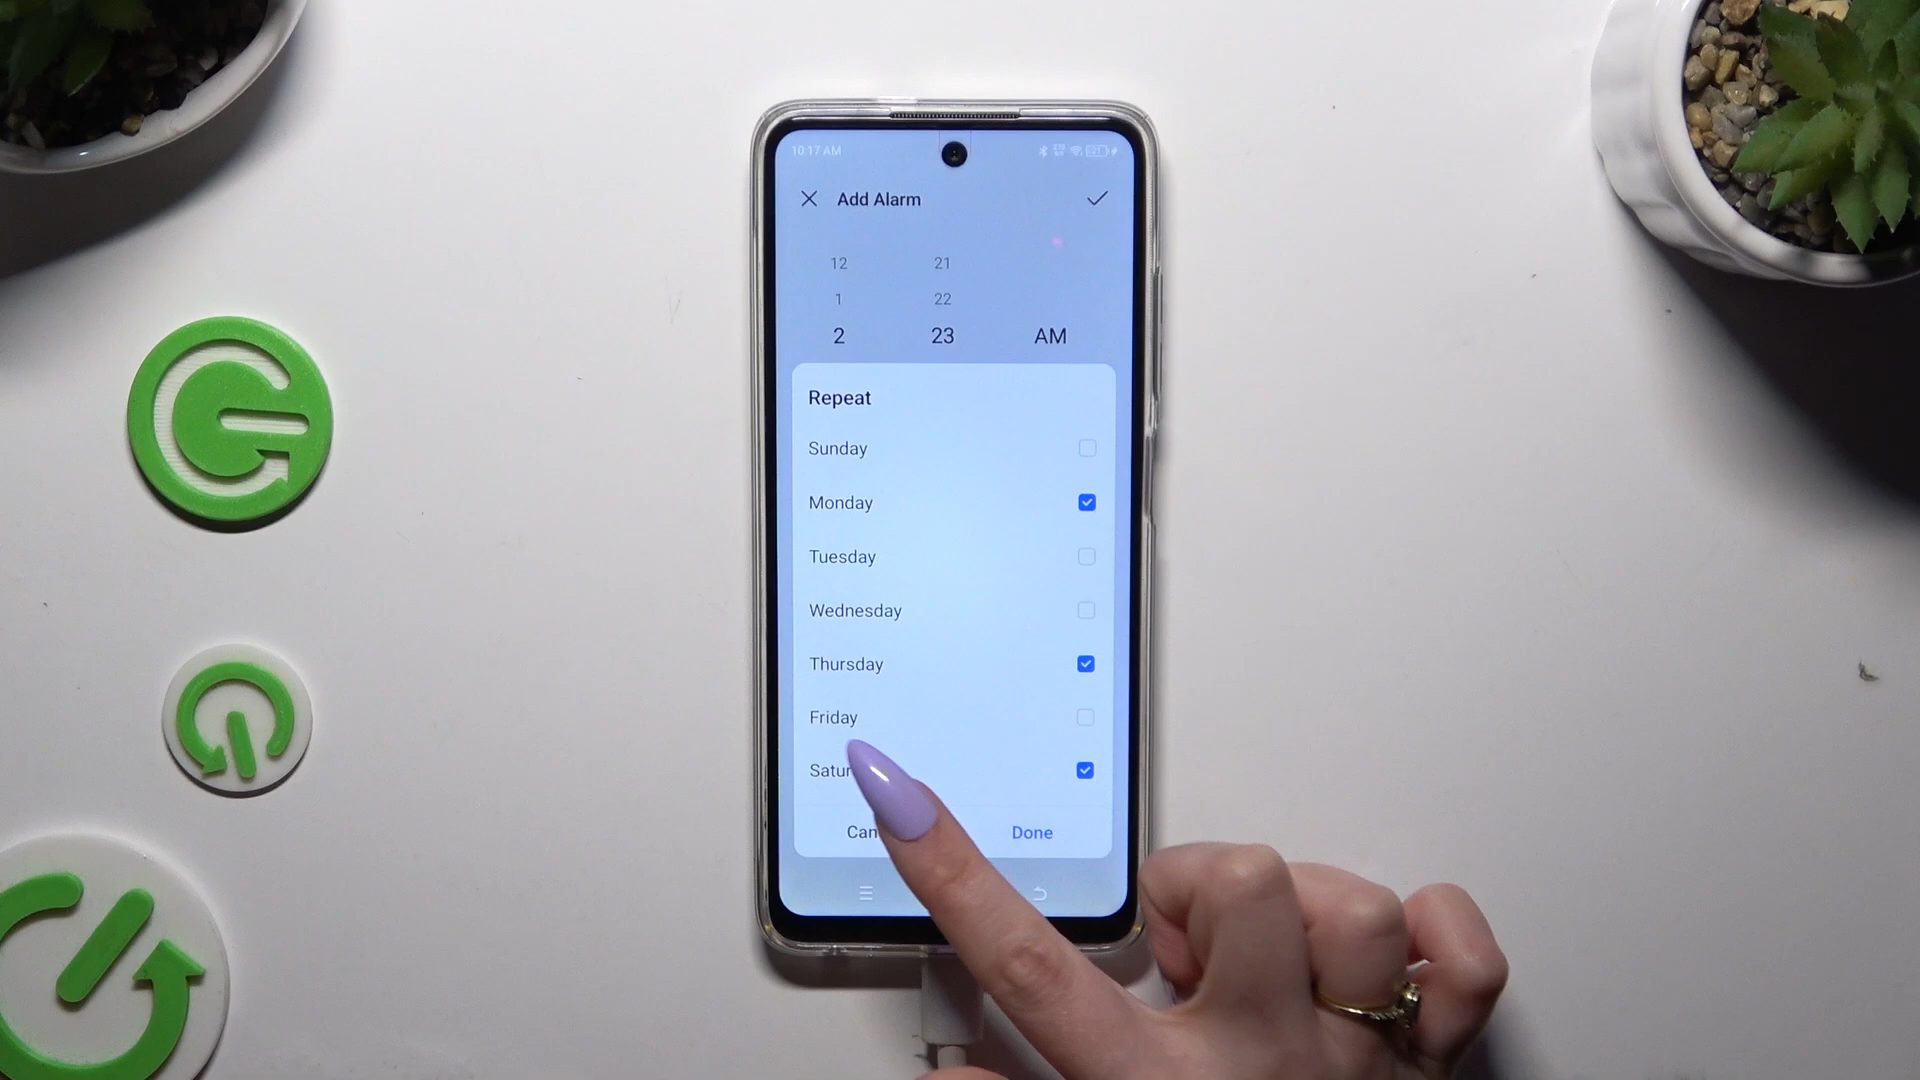 10:17 AM
Add Alarm
12 21
1 22
2 23 AM
Repeat
Sunday
Monday
Tuesday
Wednesday
Thursday
Friday
Satur
Can Done